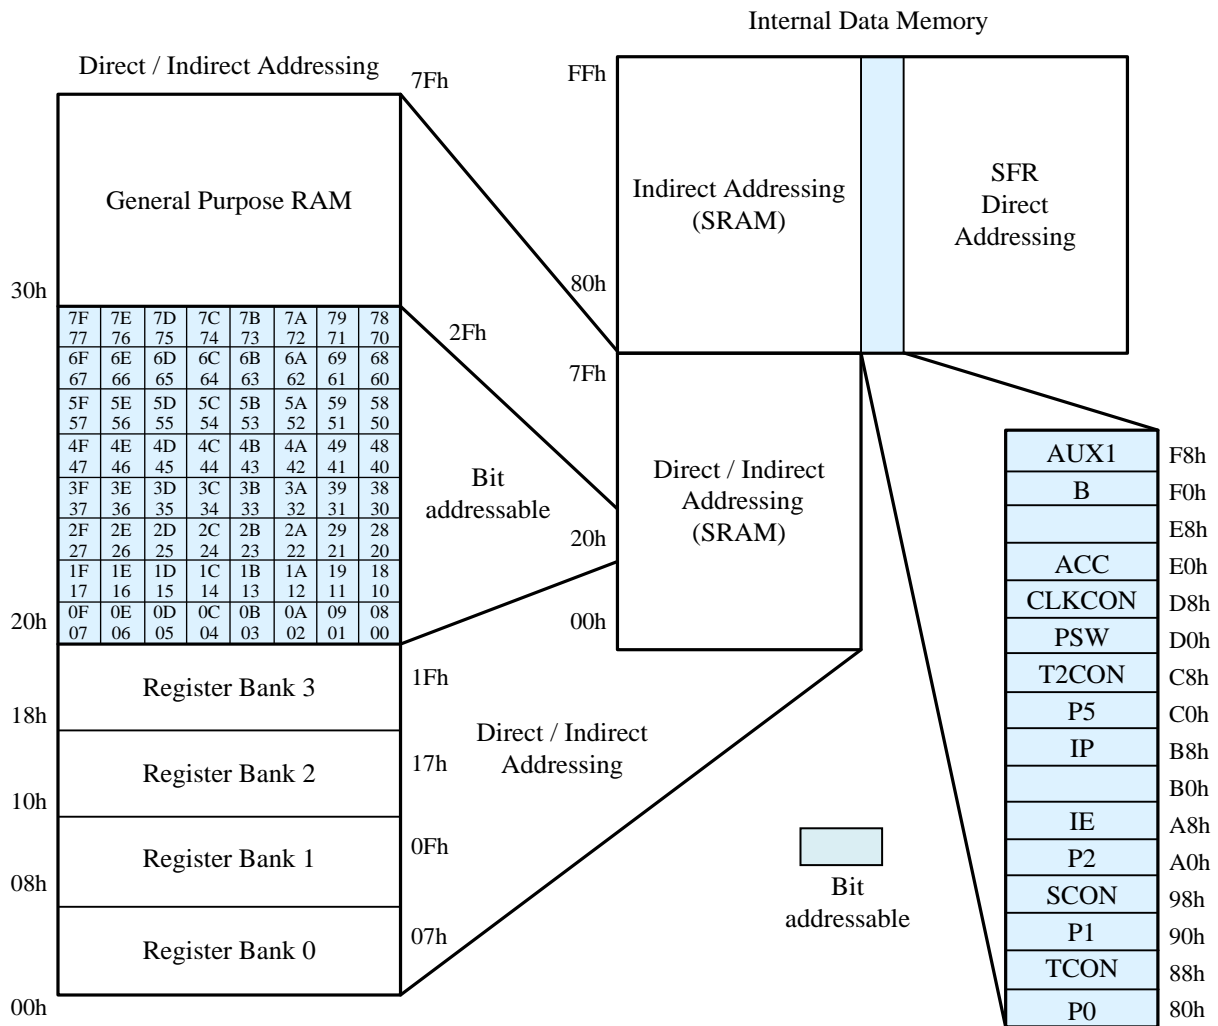 Internal Data Memory
Direct / Indirect Addressing
7Fh
General Purpose RAM
30h
7F 7E 7D 7C 7B 7A 79 78
77 76 75 74 73 72 71 70
6F 6E 6D 6C 6B 6A 69 68
67 66 65 64 63 62 61 60
5F 5E 5D 5C 5B 5A 59 58
57 56 55 54 53 52 51 50
4F 4E 4D 4C 4B 4A 49 48
47 46 45 44 43 42 41 40
3F 3E 3D 3C 3B 3A 39 38
37 36 35 34 33 32 31 30
2F 2E 2D 2C 2B 2A 29 28
27 26 25 24 23 22 21 20
1F 1E 1D 1C 1B 1A 19 18
17 16 15 14 13 12 11 10
0F 0E 0D 0C 0B 0A 09 08
07 06 05 04 03 02 01 00
2Fh
Bit
addressable
20h
Register Bank 3
1Fh
18h
Register Bank 2
17h
10h
Register Bank 1
0Fh
08h
Register Bank 0
07h
00h
Direct / Indirect
Addressing
FFh
Indirect Addressing
(SRAM)
80h
SFR
Direct
Addressing
7Fh
Direct / Indirect
Addressing
(SRAM)
20h
00h
Bit
addressable
AUX1 F8h
B F0h
E8h
ACC E0h
CLKCON D8h
PSW D0h
T2CON C8h
P5 C0h
IP B8h
B0h
IE A8h
P2 A0h
SCON 98h
P1 90h
TCON 88h
P0 80h